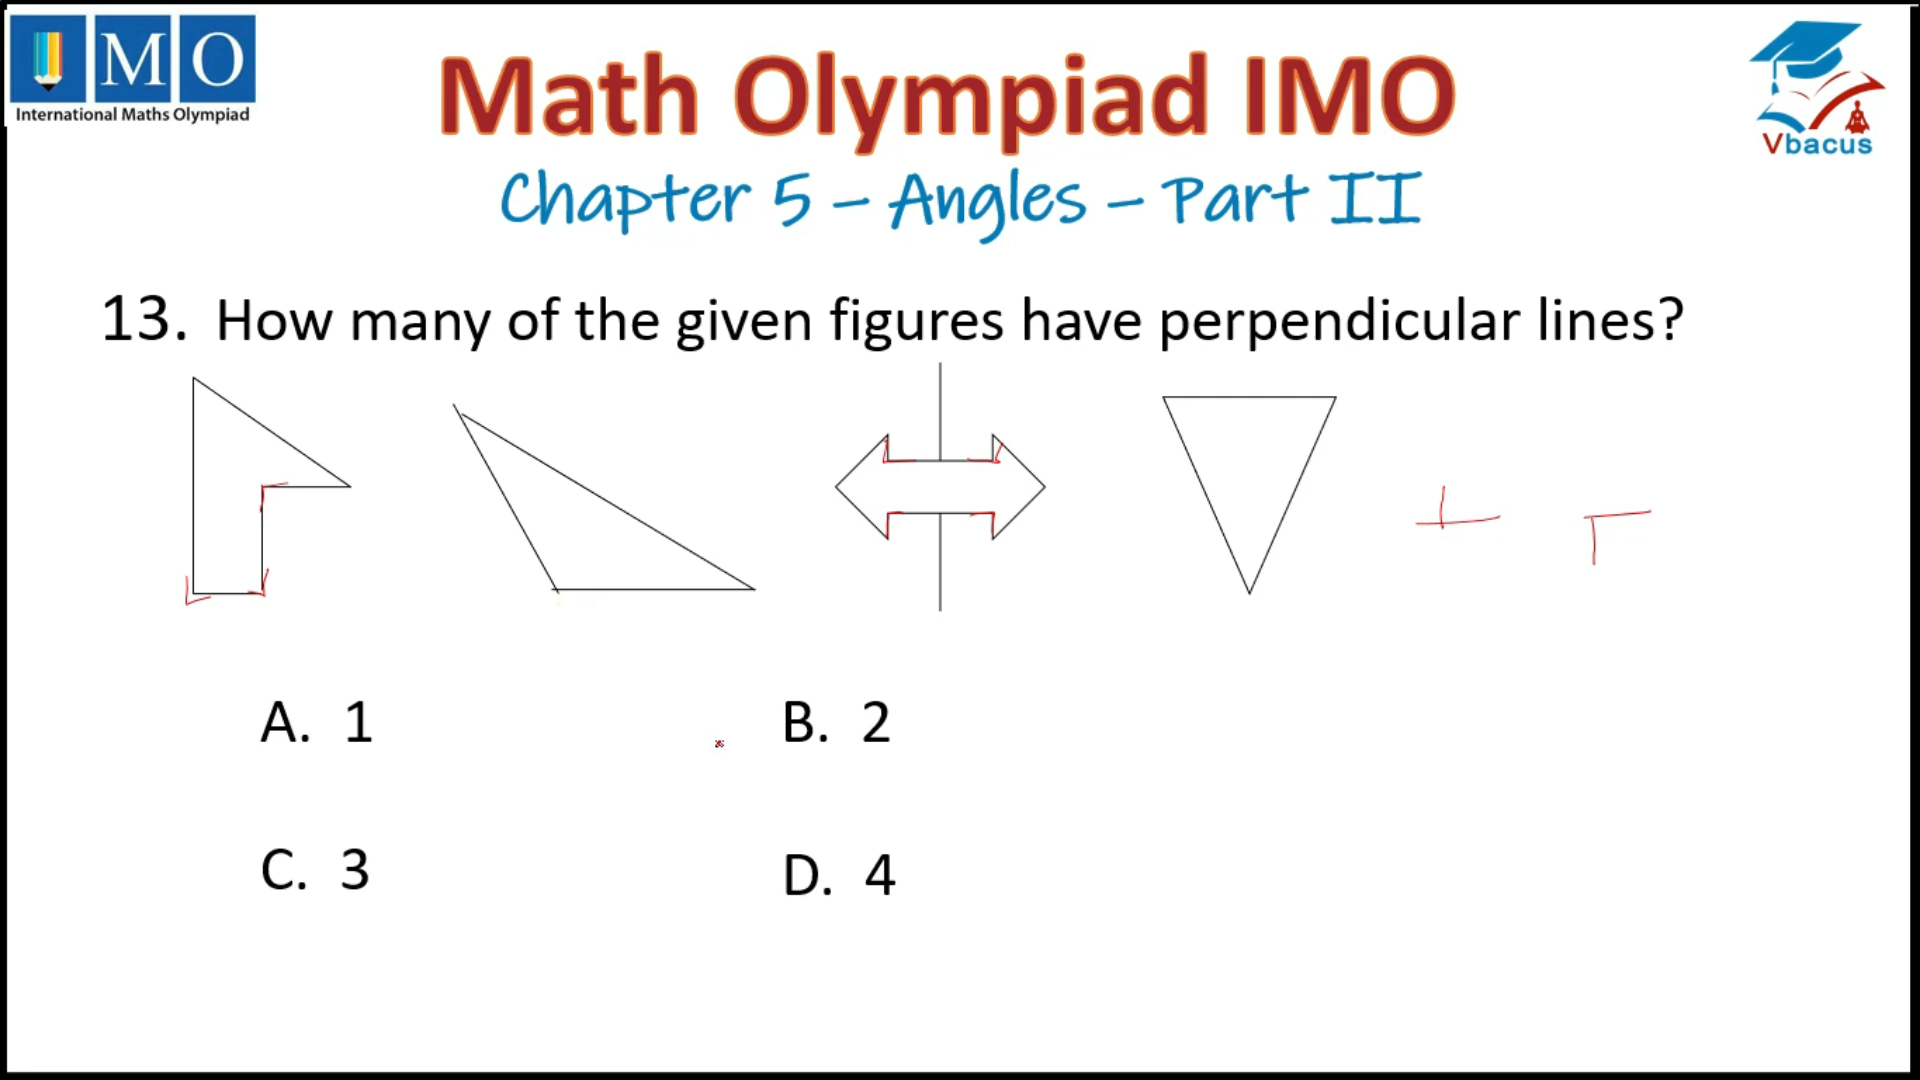 IMO
International Maths Olympiad
Math Olympiad IMO
Vbacus
Chapter 5 – Angles – Part II
13. How many of the given figures have perpendicular lines?
A. 1
B. 2
C. 3
D. 4